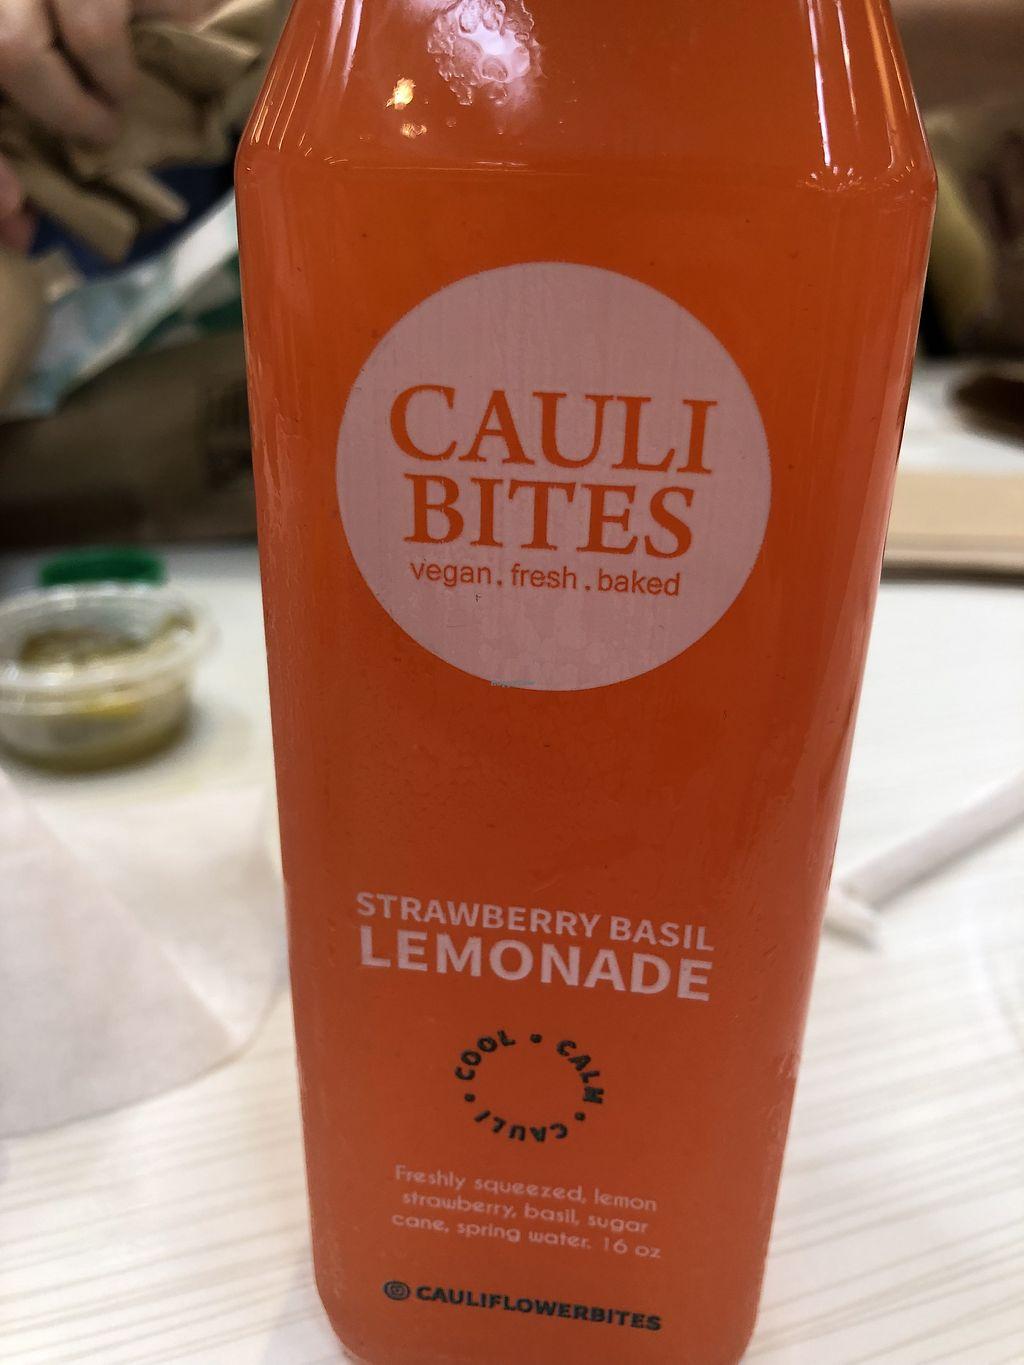 CAULI
BITES
vegan . fresh . baked
STRAWBERRY BASIL
LEMONADE
COOL • CALM • CAULI •
Freshly squeezed, lemon
strawberry, basil, sugar
cane, spring water. 16 oz
CAULIFLOWERBITES